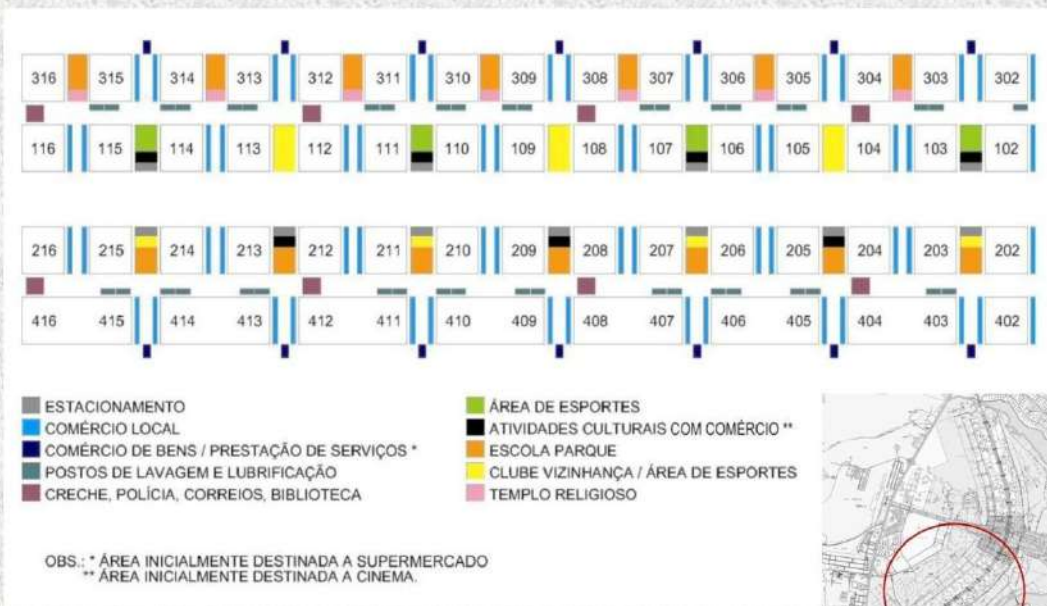 316 315 314 313 312 311 310 309 308 307 306 305 304 303 302
116 115 114 113 112 111 110 109 108 107 106 105 104 103 102
216 215 214 213 212 211 210 209 208 207 206 205 204 203 202
416 415 414 413 412 411 410 409 408 407 406 405 404 403 402
ESTACIONAMENTO
COMÉRCIO LOCAL
COMÉRCIO DE BENS / PRESTAÇÃO DE SERVIÇOS *
POSTOS DE LAVAGEM E LUBRIFICAÇÃO
CRECHE, POLÍCIA, CORREIOS, BIBLIOTECA
ÁREA DE ESPORTES
ATIVIDADES CULTURAIS COM COMÉRCIO **
ESCOLA PARQUE
CLUBE VIZINHANÇA / ÁREA DE ESPORTES
TEMPLO RELIGIOSO
OBS.: * ÁREA INICIALMENTE DESTINADA A SUPERMERCADO
** ÁREA INICIALMENTE DESTINADA A CINEMA.